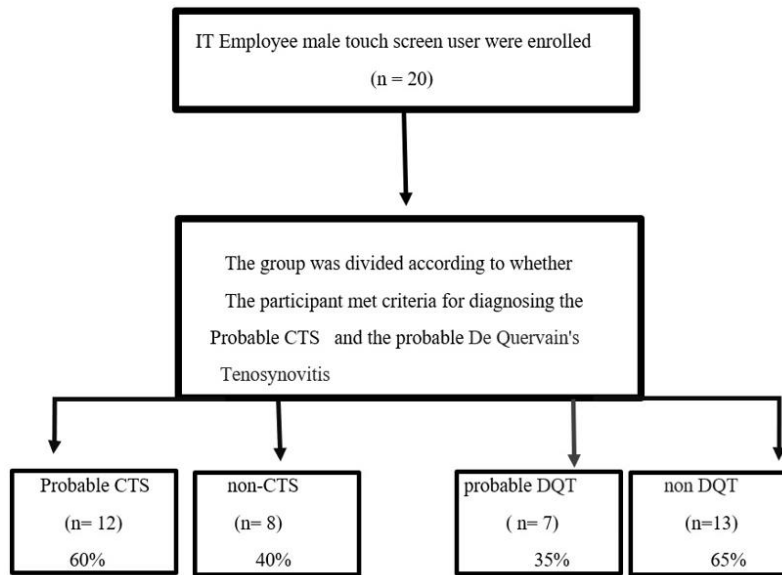 IT Employee male touch screen user were enrolled
(n = 20)
The group was divided according to whether
The participant met criteria for diagnosing the
Probable CTS and the probable De Quervain's
Tenosynovitis
Probable CTS
(n= 12)
60%
non-CTS
(n= 8)
40%
probable DQT
( n= 7)
35%
non DQT
(n=13)
65%